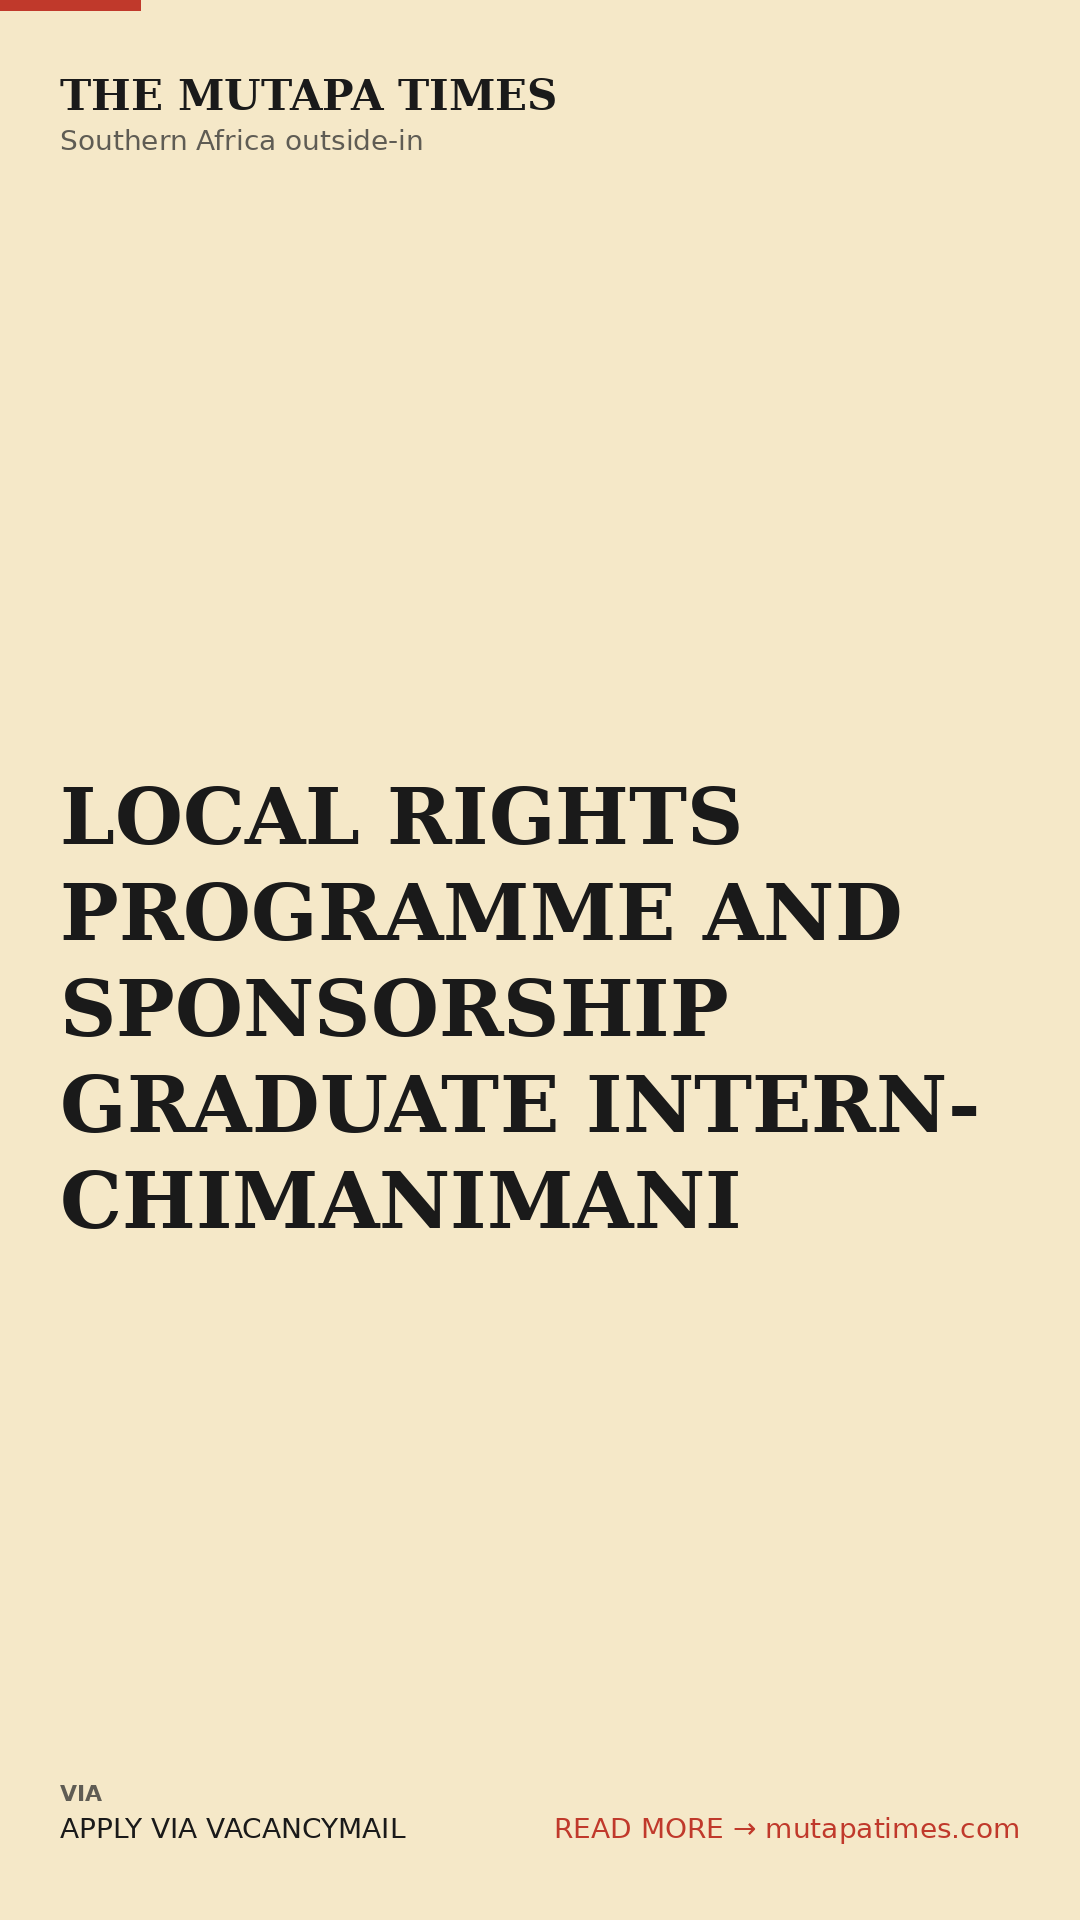 THE MUTAPA TIMES
Southern Africa outside-in
LOCAL RIGHTS
PROGRAMME AND
SPONSORSHIP
GRADUATE INTERN-
CHIMANIMANI
VIA
APPLY VIA VACANCYMAIL
READ MORE → mutapatimes.com